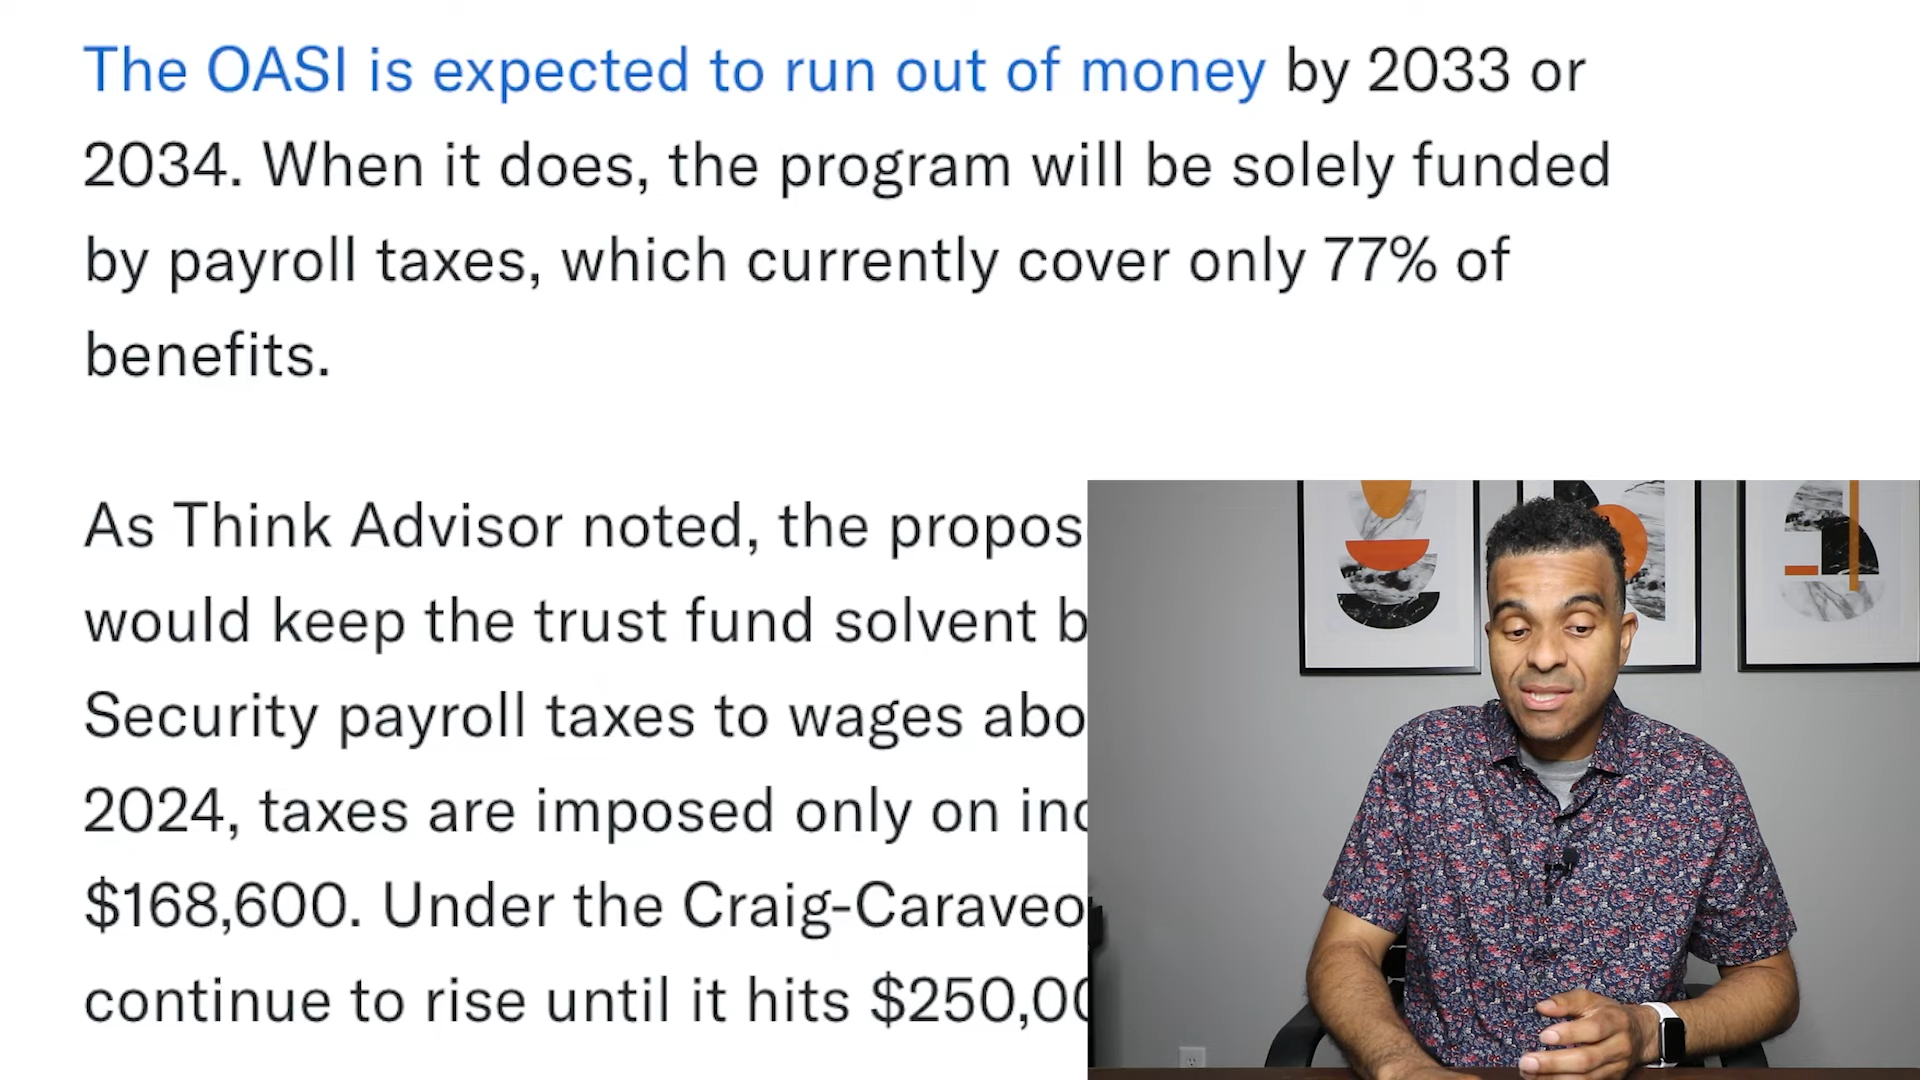 The OASI is expected to run out of money by 2033 or
2034. When it does, the program will be solely funded
by payroll taxes, which currently cover only 77% of
benefits.
As Think Advisor noted, the propos
would keep the trust fund solvent b
Security payroll taxes to wages abo
2024, taxes are imposed only on inc
$168,600. Under the Craig-Caraveo
continue to rise until it hits $250,00